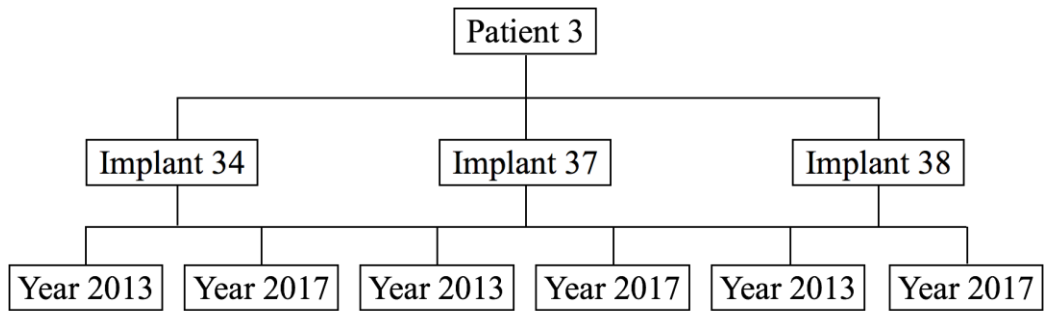 Patient 3
Implant 34
Implant 37
Implant 38
Year 2013
Year 2017
Year 2013
Year 2017
Year 2013
Year 2017